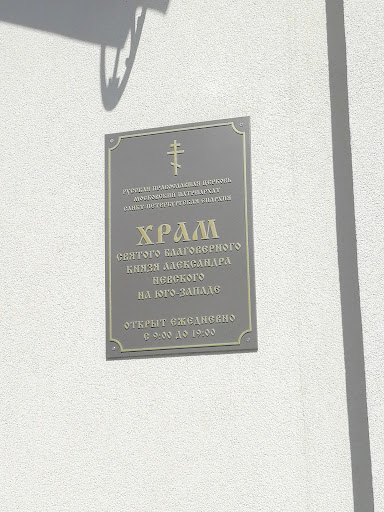 РУССКАЯ ПРАВОСЛАВНАЯ ЦЕРКОВЬ
МОСКОВСКИЙ ПАТРИАРХАТ
САНКТ-ПЕТЕРБУРГСКАЯ ЕПАРХИЯ
ХРАМ
СВЯТОГО БЛАГОВЕРНОГО
КНЯЗЯ АЛЕКСАНДРА
НЕВСКОГО
НА ЮГО-ЗАПАДЕ
ОТКРЫТ ЕЖЕДНЕВНО
С 9:00 ДО 19:00